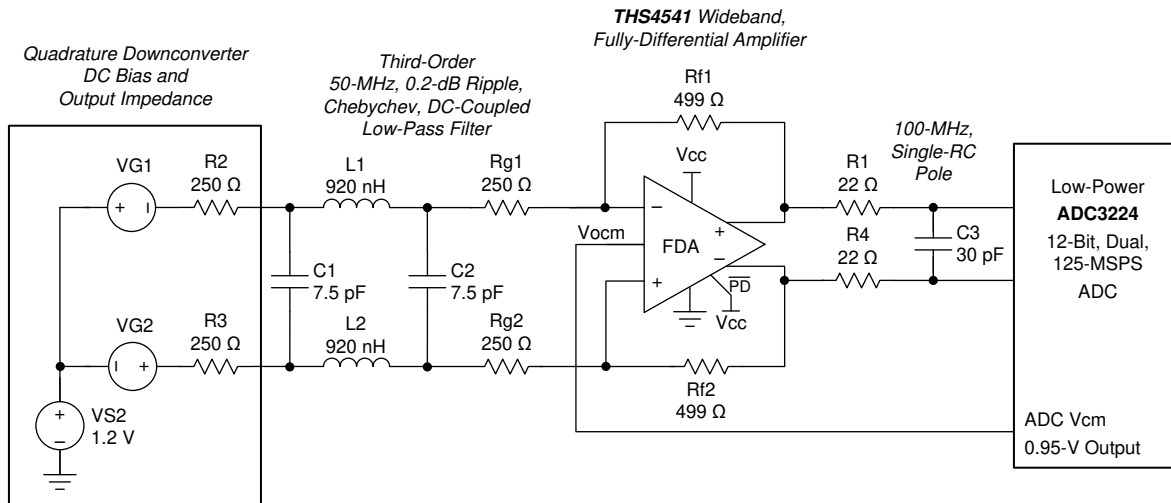 THS4541 Wideband,
Fully-Differential Amplifier
Quadrature Downconverter
DC Bias and
Output Impedance
Third-Order
50-MHz, 0.2-dB Ripple,
Chebychev, DC-Coupled
Low-Pass Filter
Rf1
499 Ω
100-MHz,
Single-RC
Pole
VG1
+
R2
250 Ω
L1
920 nH
Rg1
250 Ω
Vcc
R1
22 Ω
Low-Power
ADC3224
12-Bit, Dual,
125-MSPS
ADC
Vocm
−
+
FDA
−
+
PD
Vcc
R4
22 Ω
C3
30 pF
C1
7.5 pF
C2
7.5 pF
VG2
+
R3
250 Ω
L2
920 nH
Rg2
250 Ω
Rf2
499 Ω
+
−
VS2
1.2 V
ADC Vcm
0.95-V Output